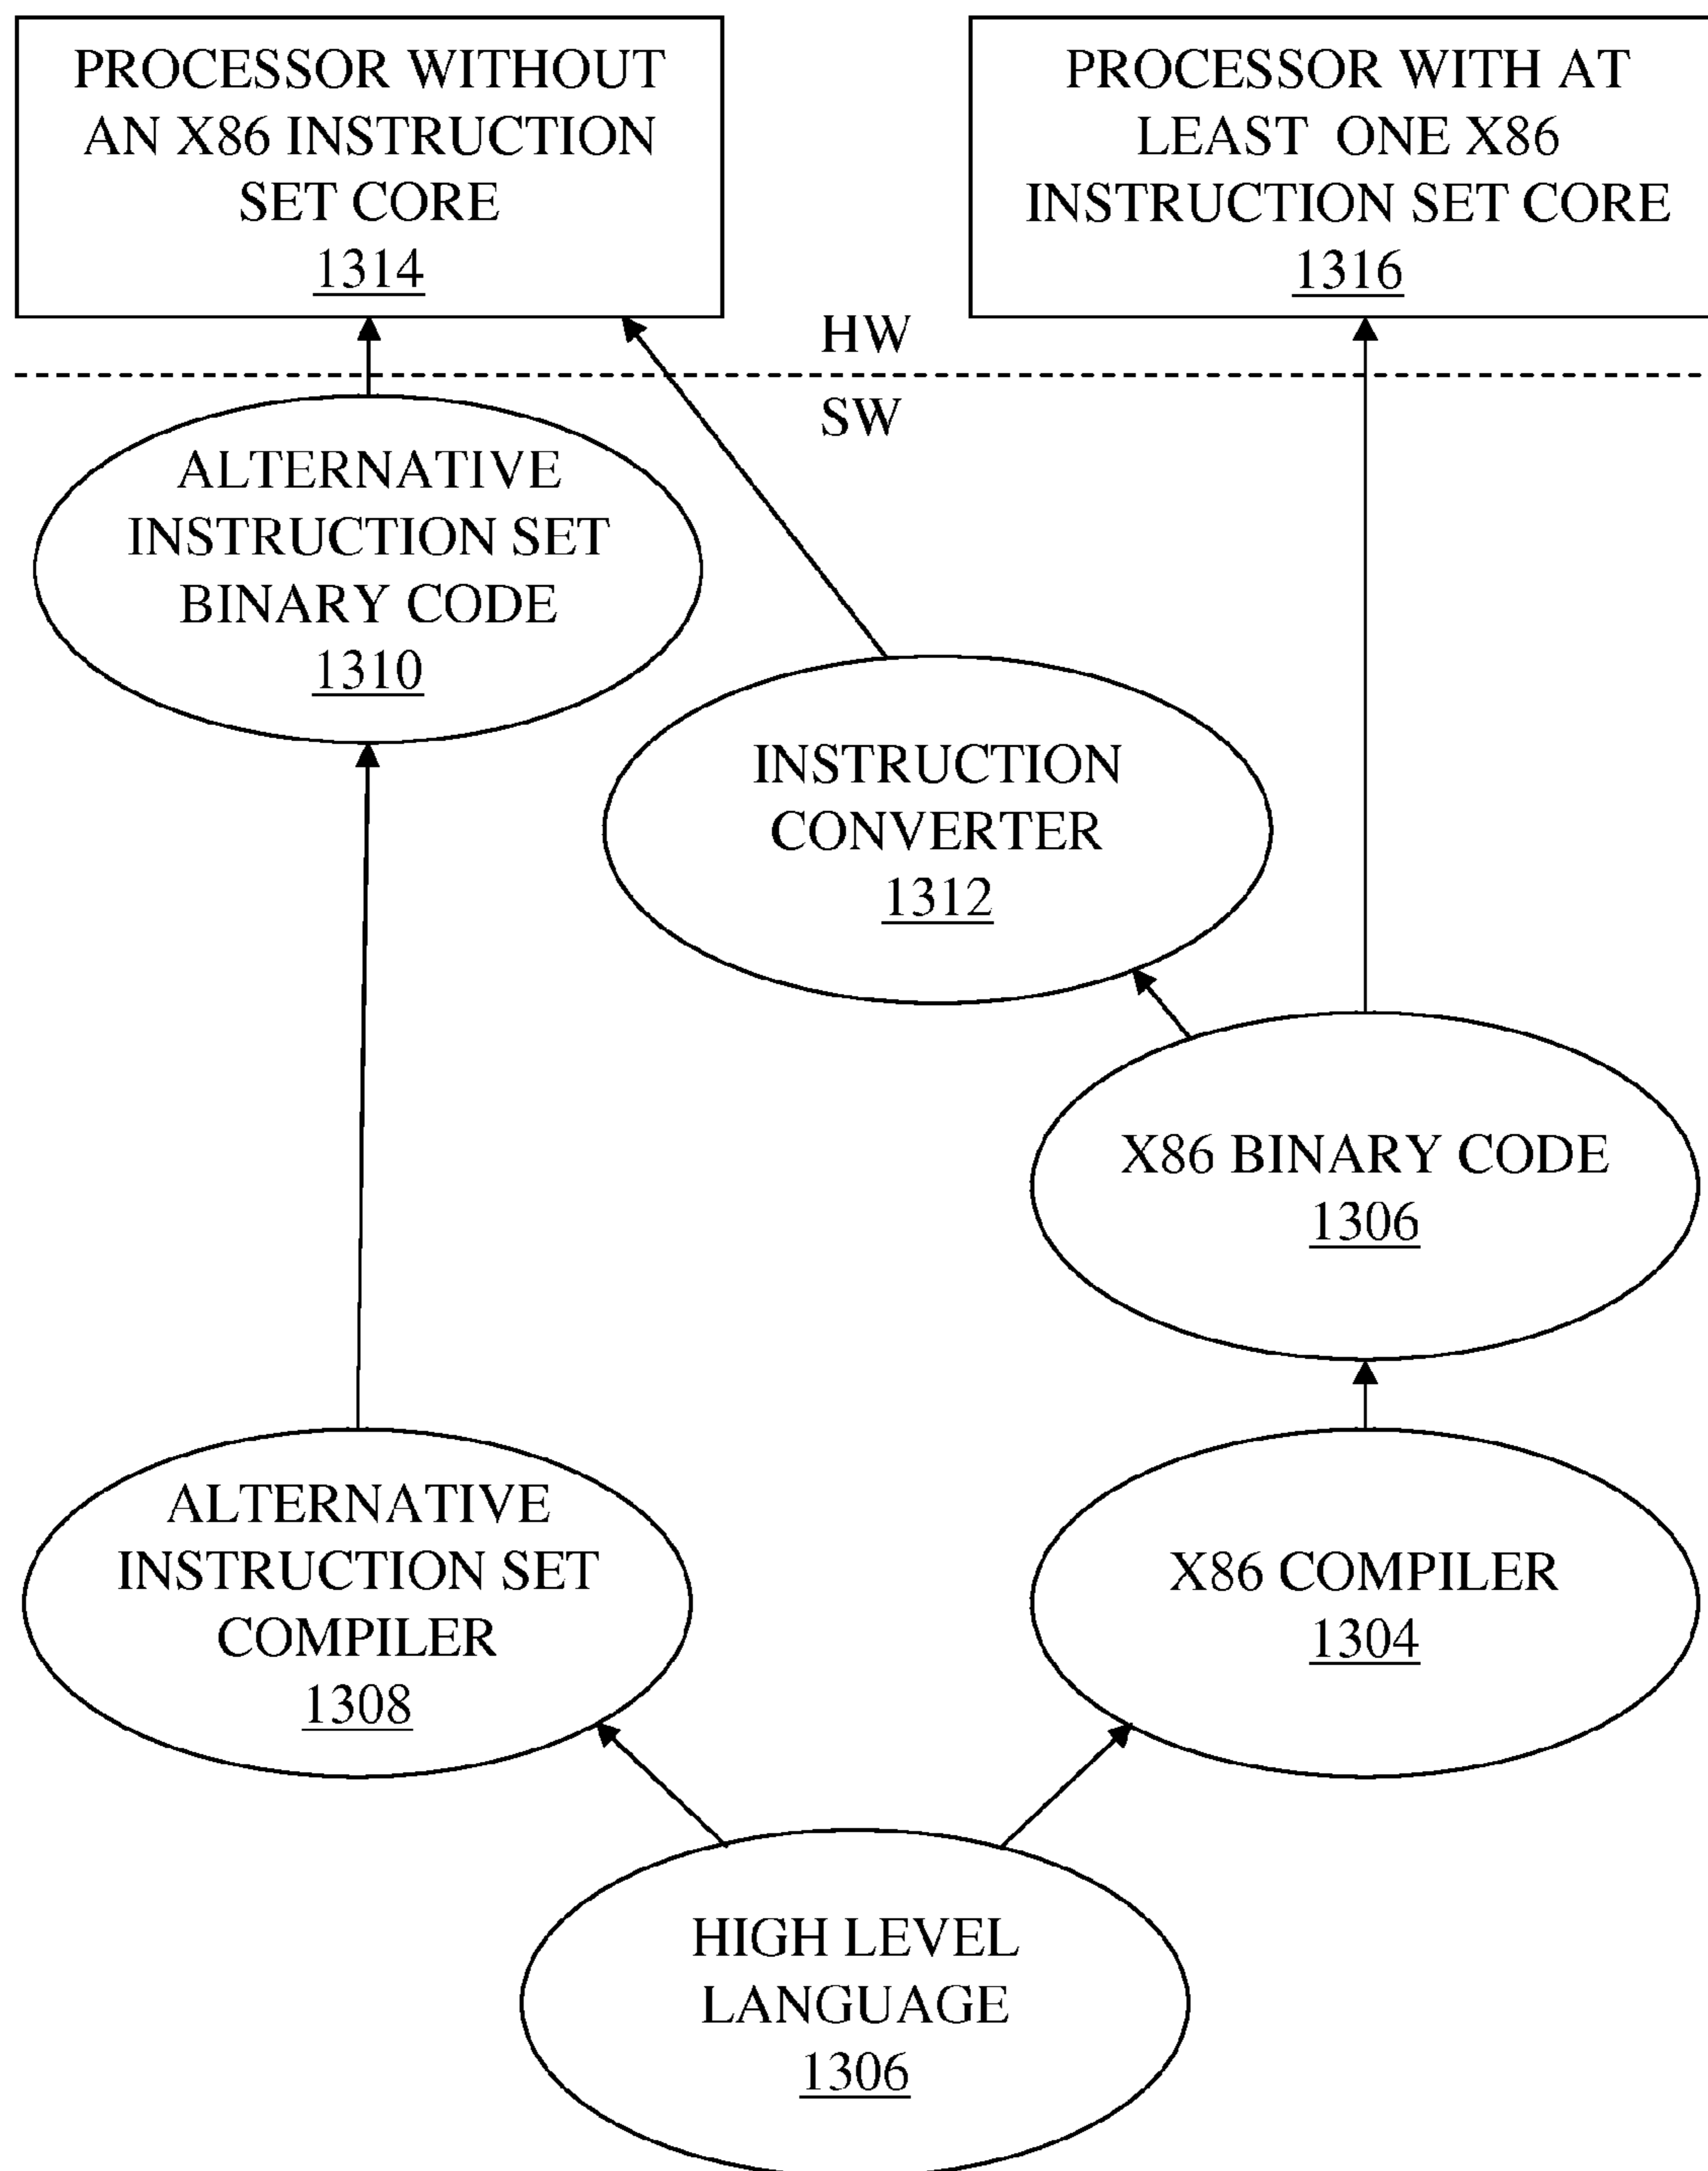 PROCESSOR WITHOUT
AN X86 INSTRUCTION
SET CORE
1314
PROCESSOR WITH AT
LEAST ONE X86
INSTRUCTION SET CORE
1316
HW
SW
ALTERNATIVE
INSTRUCTION SET
BINARY CODE
1310
INSTRUCTION
CONVERTER
1312
X86 BINARY CODE
1306
ALTERNATIVE
INSTRUCTION SET
COMPILER
1308
X86 COMPILER
1304
HIGH LEVEL
LANGUAGE
1306